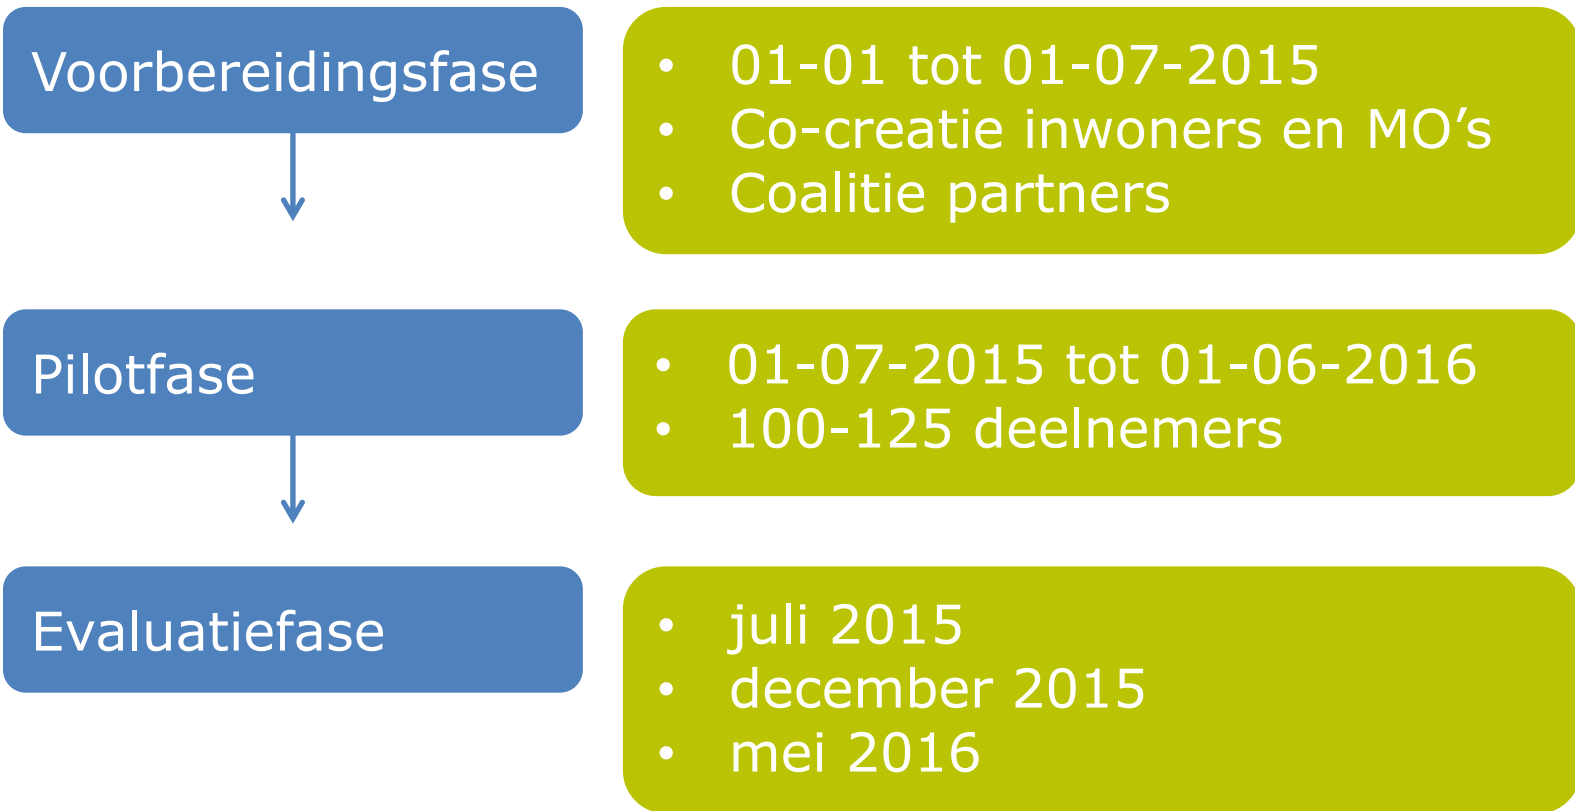 Voorbereidingsfase
• 01-01 tot 01-07-2015
• Co-creatie inwoners en MO’s
• Coalitie partners
Pilotfase
• 01-07-2015 tot 01-06-2016
• 100-125 deelnemers
Evaluatiefase
• juli 2015
• december 2015
• mei 2016